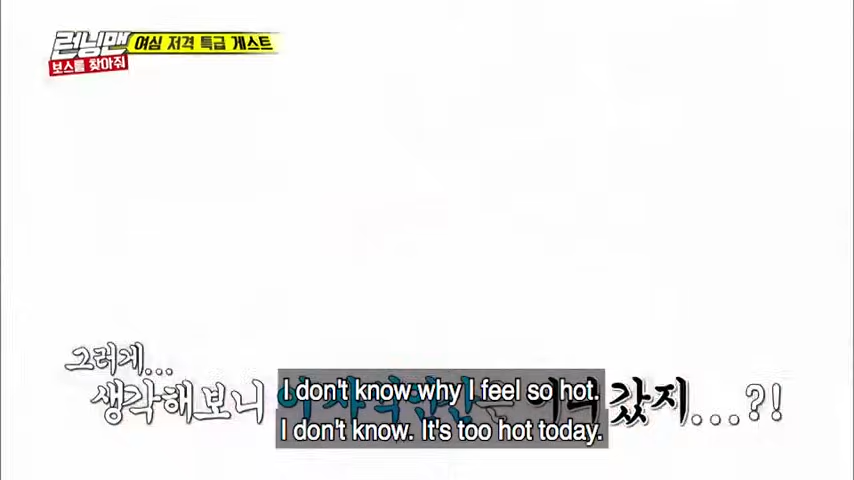 런닝맨 여심 저격 특급 게스트
보스를 찾아줘
그러게...
생각해보니 갔지...?!
I don't know why I feel so hot.
I don't know. It's too hot today.